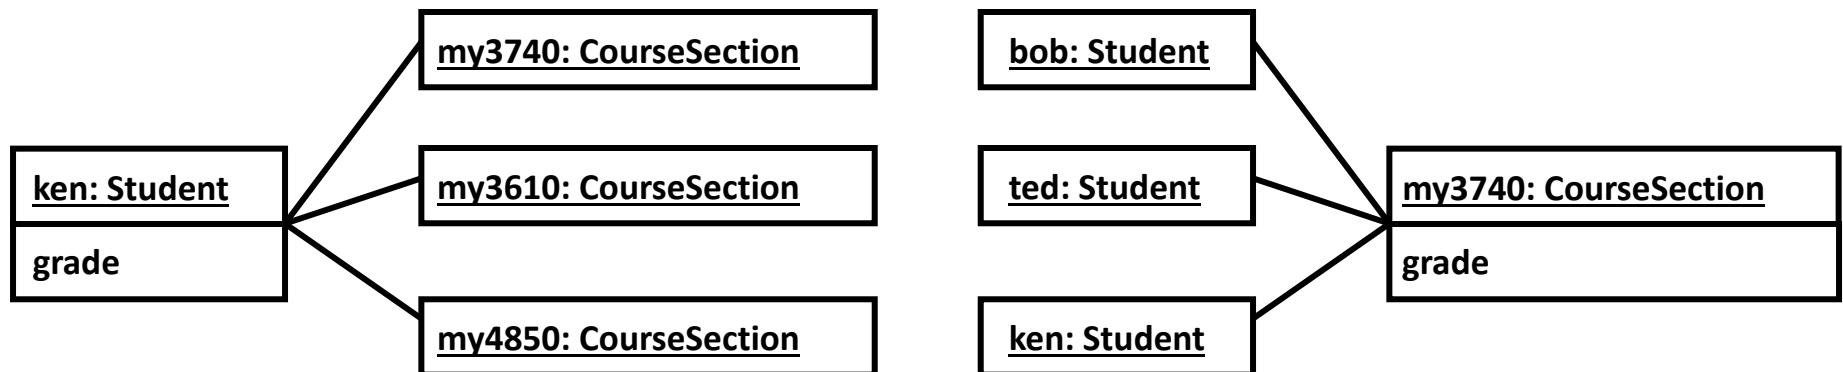 my3740: CourseSection
ken: Student
grade
my3610: CourseSection
my4850: CourseSection
bob: Student
ted: Student
ken: Student
my3740: CourseSection
grade